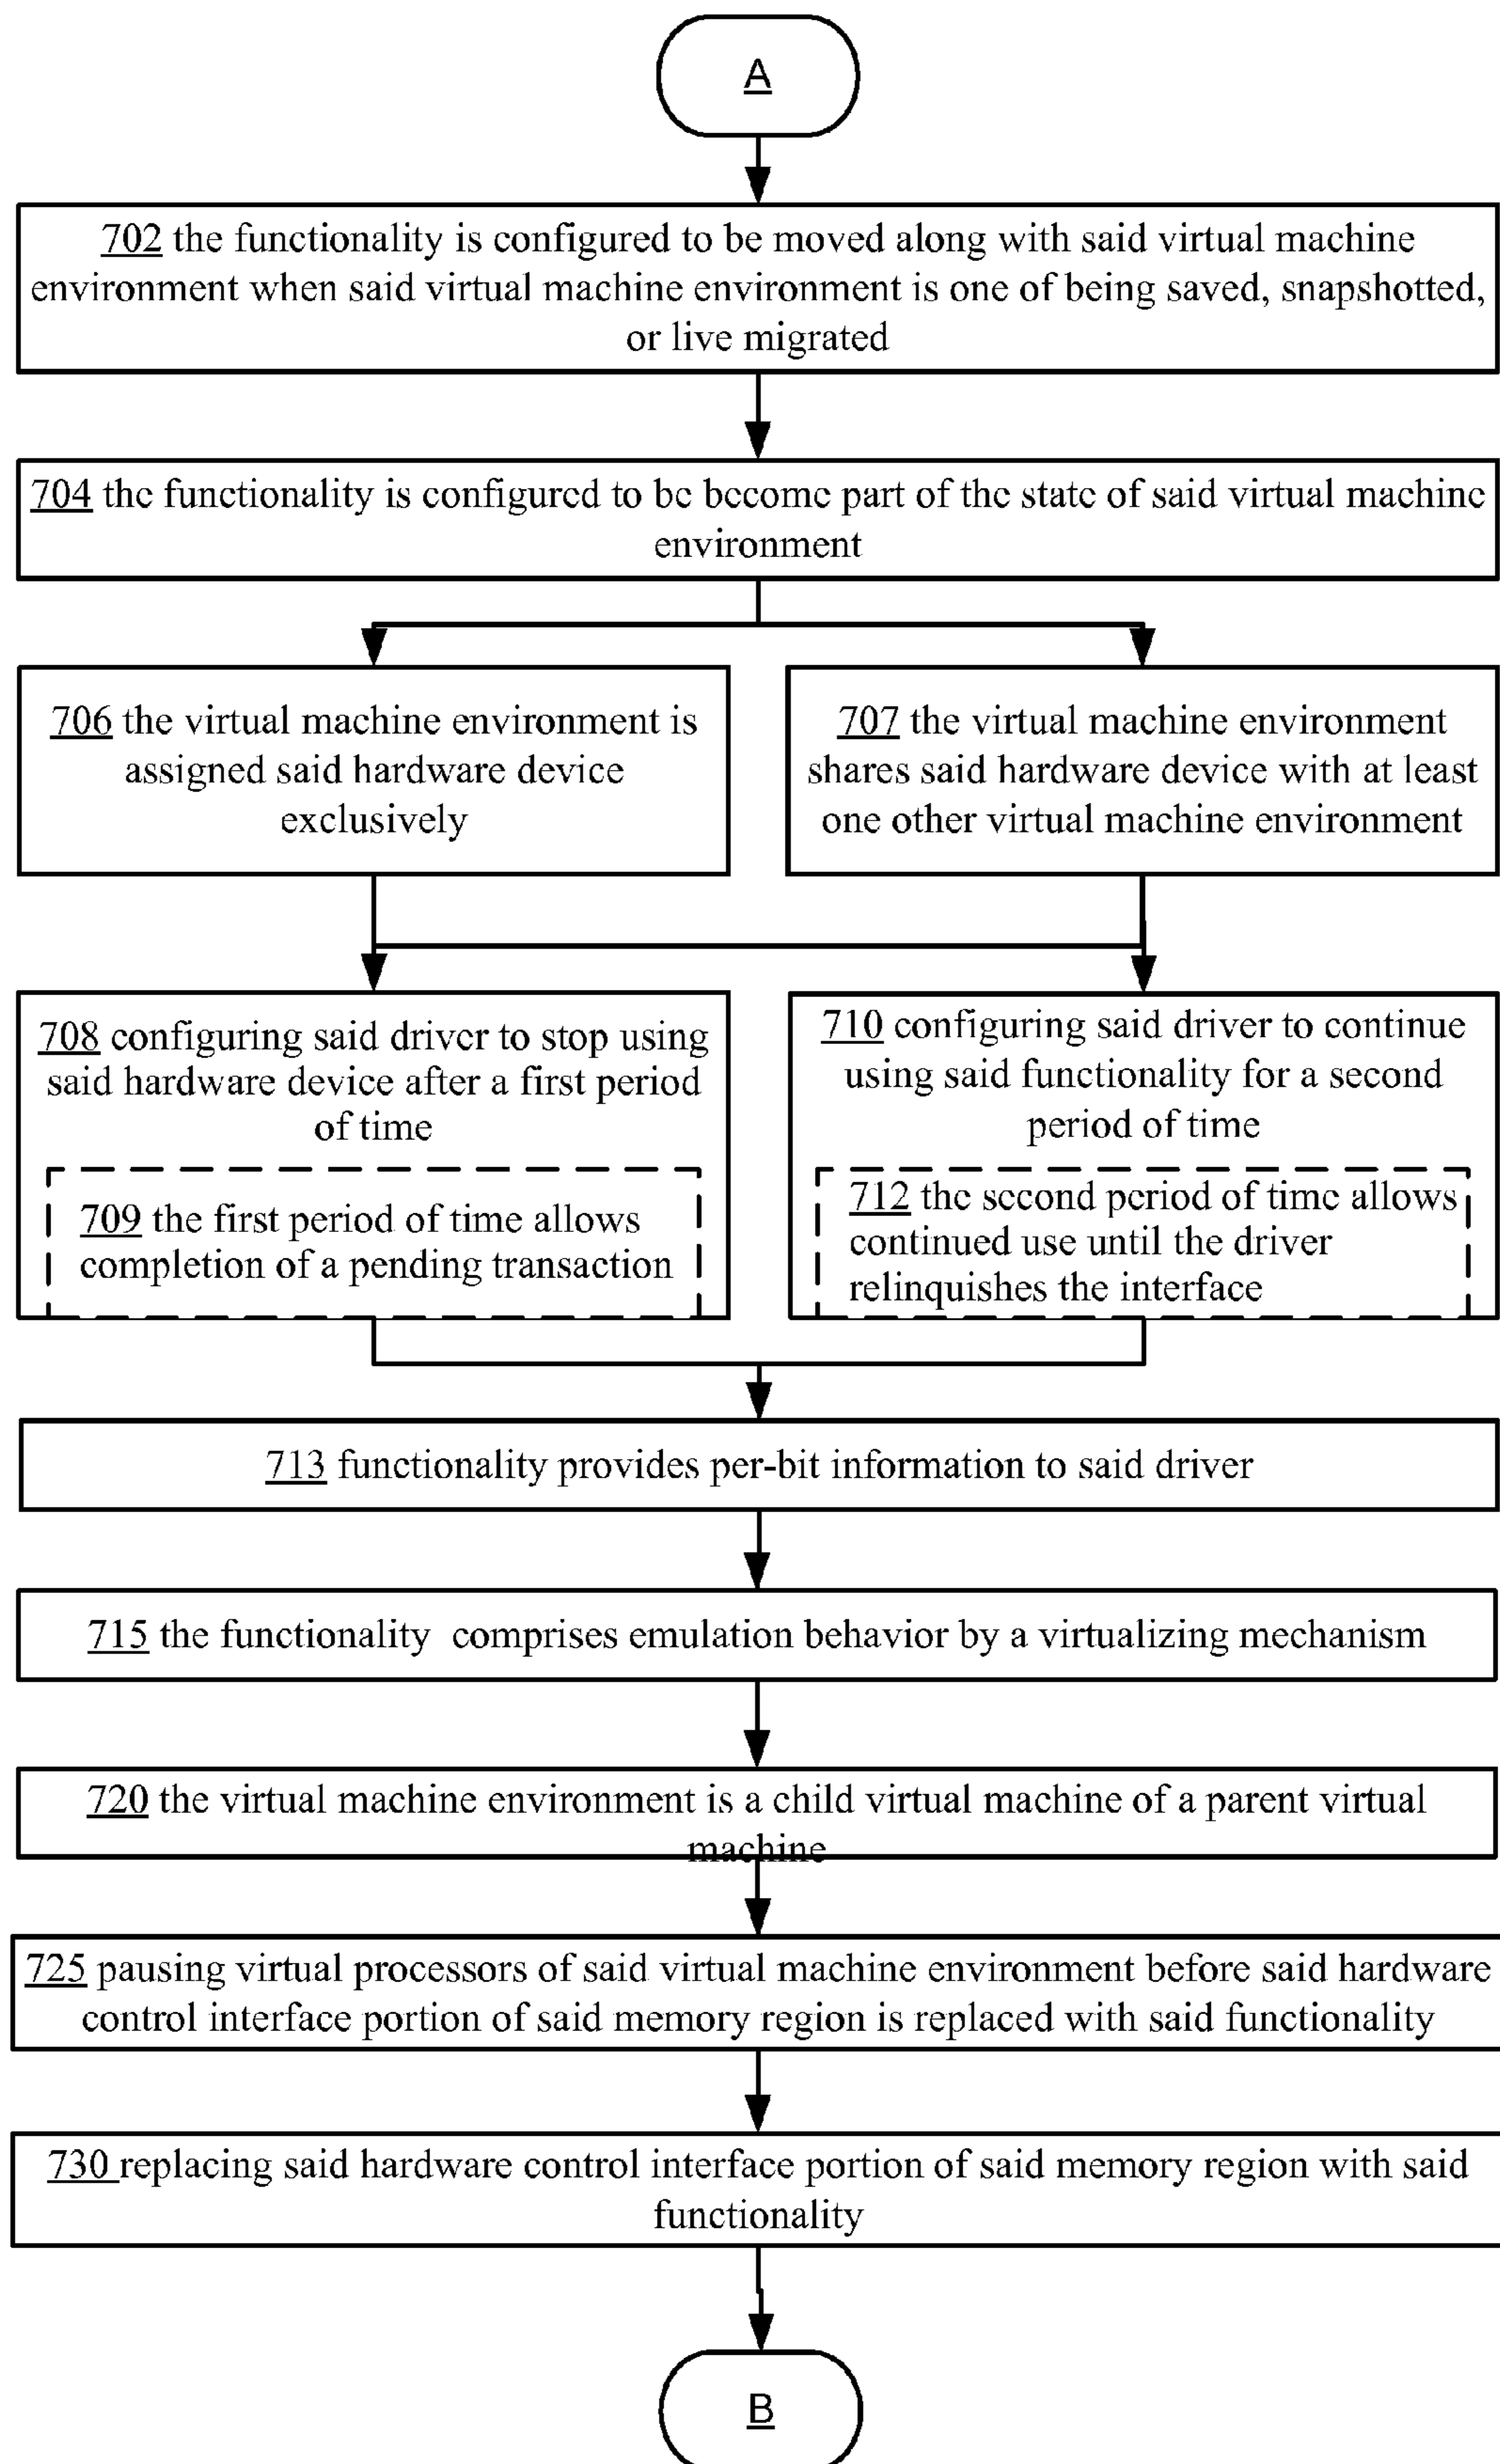 A
702 the functionality is configured to be moved along with said virtual machine
environment when said virtual machine environment is one of being saved, snapshotted,
or live migrated
704 the functionality is configured to be become part of the state of said virtual machine
environment
706 the virtual machine environment is
assigned said hardware device
exclusively
707 the virtual machine environment
shares said hardware device with at least
one other virtual machine environment
708 configuring said driver to stop using
said hardware device after a first period
of time
709 the first period of time allows
completion of a pending transaction
710 configuring said driver to continue
using said functionality for a second
period of time
712 the second period of time allows
continued use until the driver
relinquishes the interface
713 functionality provides per-bit information to said driver
715 the functionality comprises emulation behavior by a virtualizing mechanism
720 the virtual machine environment is a child virtual machine of a parent virtual
machine
725 pausing virtual processors of said virtual machine environment before said hardware
control interface portion of said memory region is replaced with said functionality
730 replacing said hardware control interface portion of said memory region with said
functionality
B